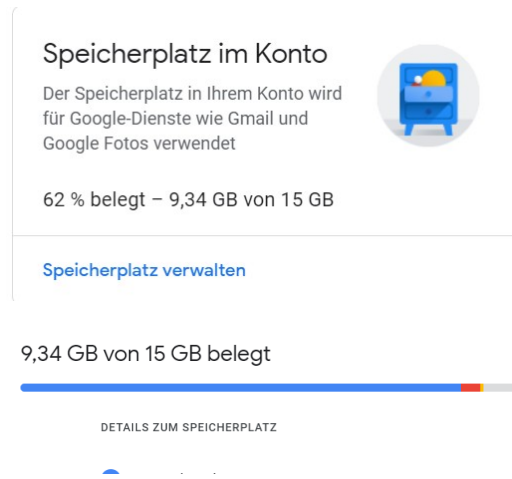 Speicherplatz im Konto
Der Speicherplatz in Ihrem Konto wird
für Google-Dienste wie Gmail und
Google Fotos verwendet
62 % belegt – 9,34 GB von 15 GB
Speicherplatz verwalten
9,34 GB von 15 GB belegt
DETAILS ZUM SPEICHERPLATZ